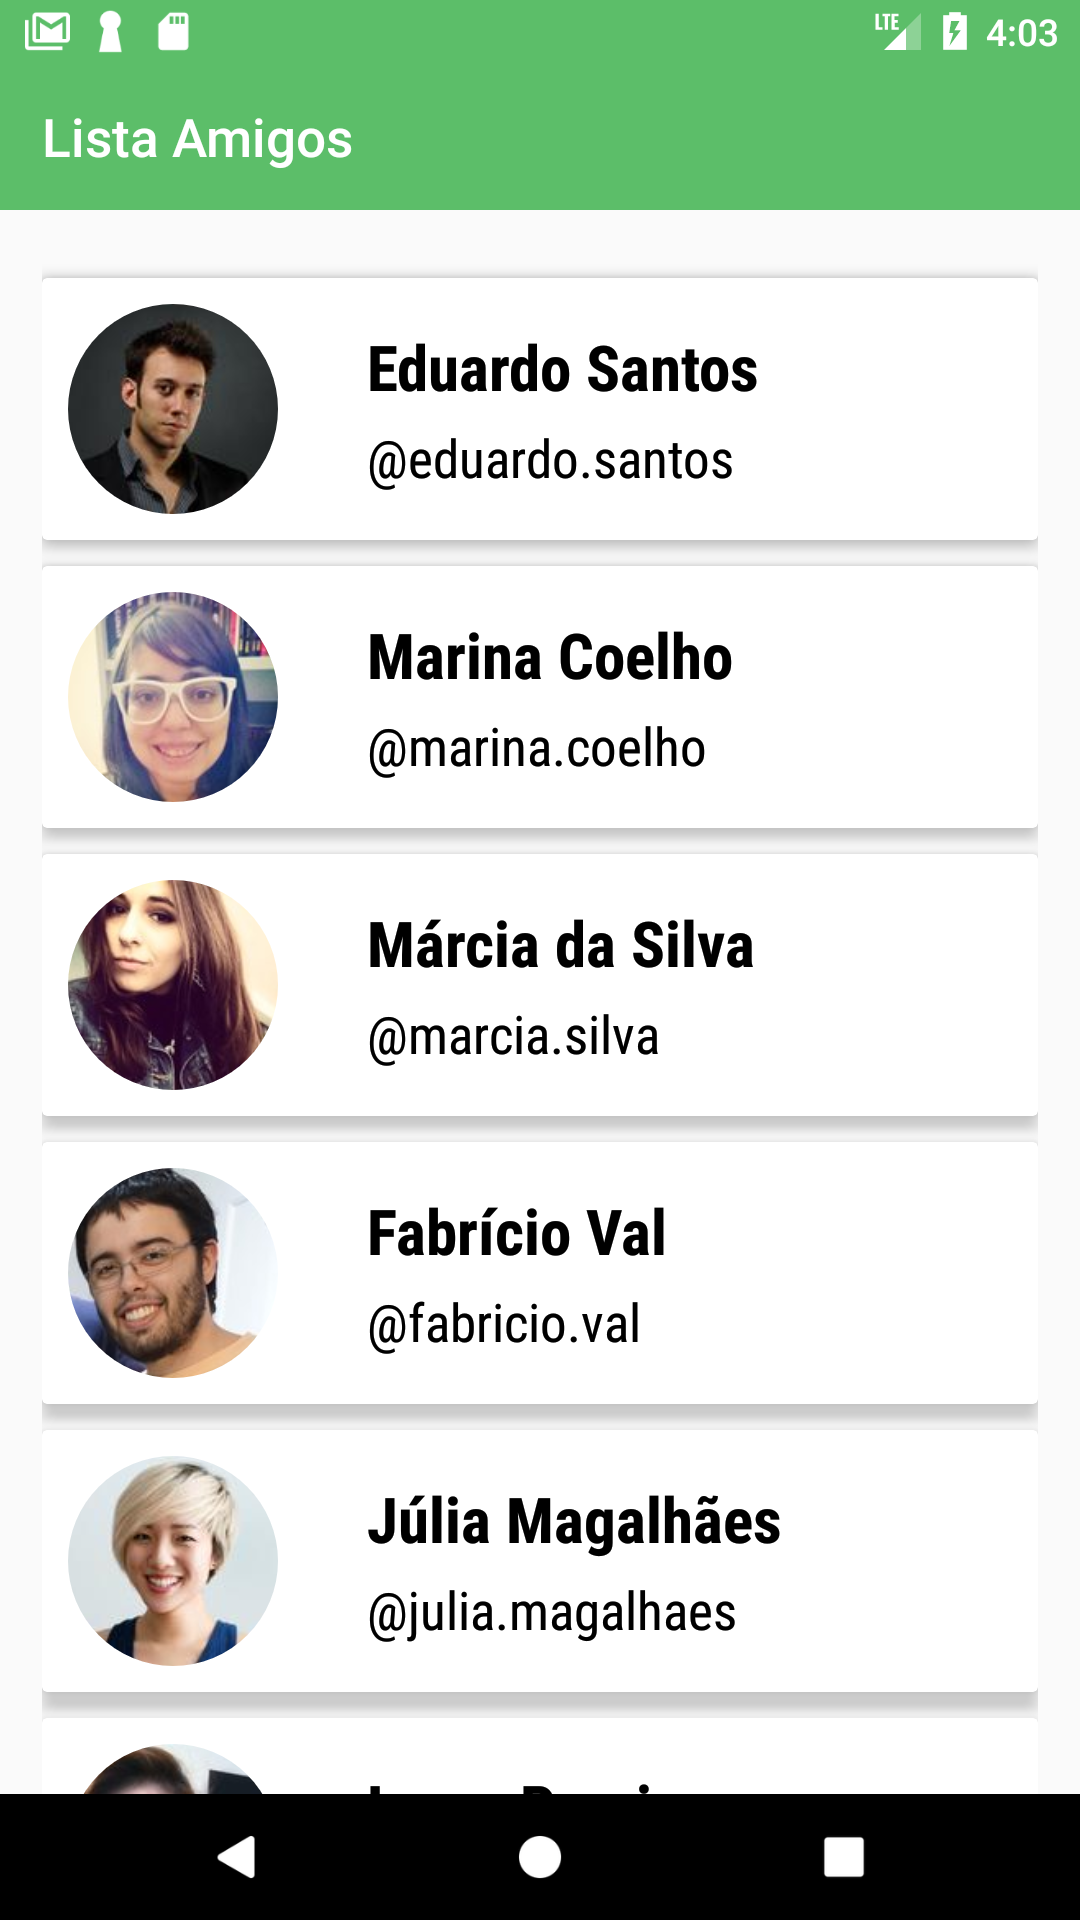 LTE 4:03
Lista Amigos
Eduardo Santos
@eduardo.santos
Marina Coelho
@marina.coelho
Márcia da Silva
@marcia.silva
Fabrício Val
@fabricio.val
Júlia Magalhães
@julia.magalhaes